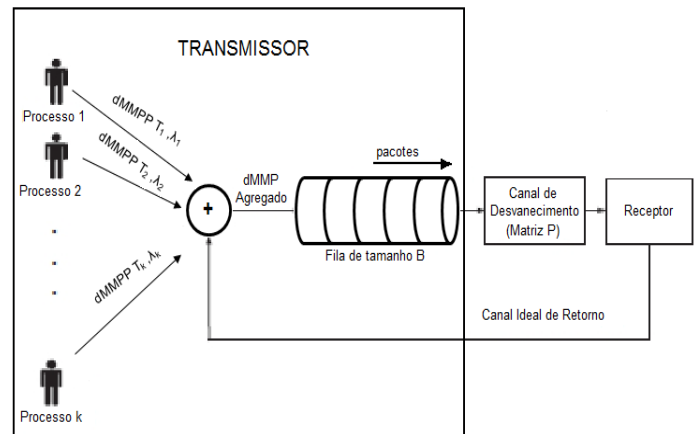 TRANSMISSOR
Processo 1
dMMPP T₁ ,λ₁
Processo 2
dMMPP T₂, λ₂
+
dMMP
Agregado
pacotes
Fila de tamanho B
Canal de
Desvanecimento
(Matriz P)
Receptor
Canal Ideal de Retorno
.
.
.
dMMPP Tₖ ,λₖ
Processo k